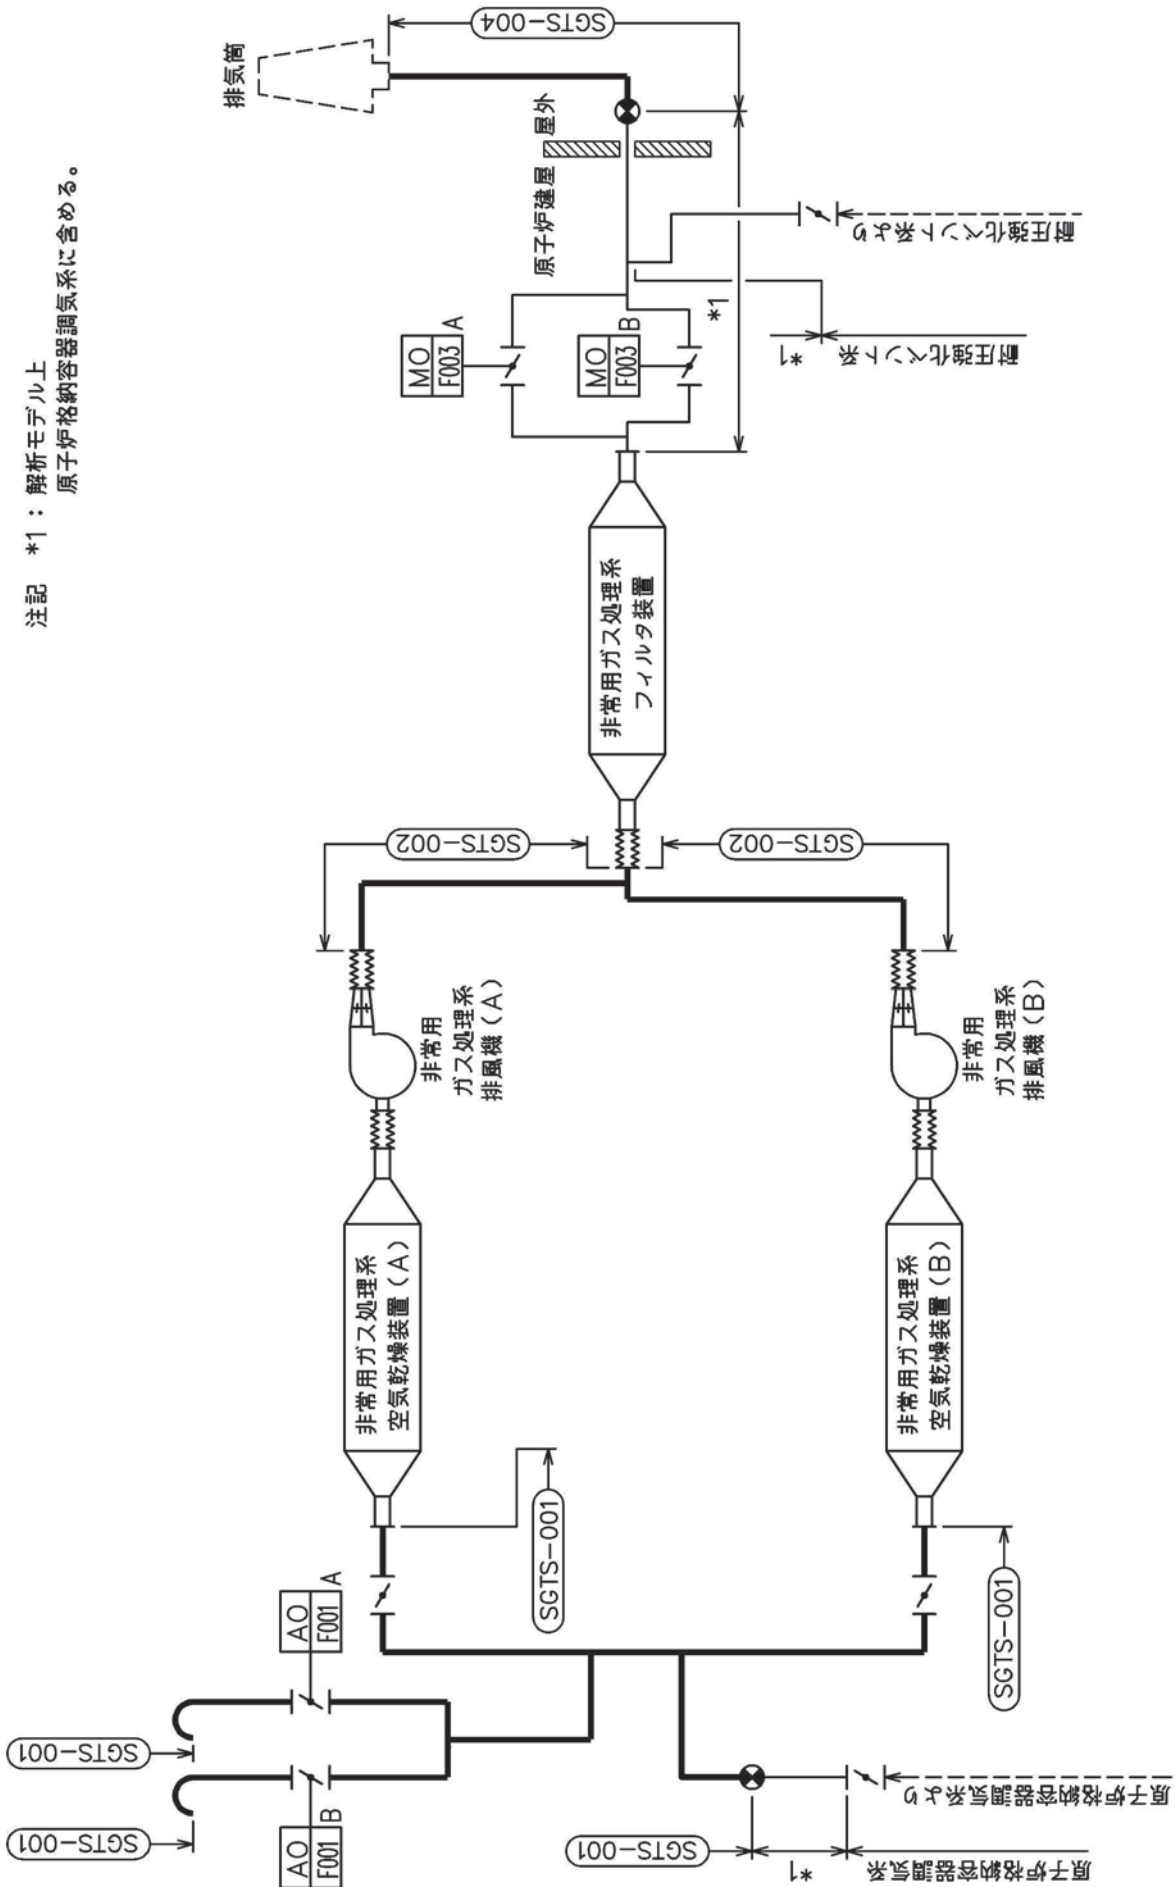 注記　*1：解析モデル上
原子炉格納容器調気系に含める。
排気筒
SGTS-004
屋外
原子炉建屋
耐圧強化ベント系より
*1
耐圧強化ベント系
*1
MO
F003
A
MO
F003
B
非常用ガス処理系
フィルタ装置
SGTS-002
SGTS-002
非常用
ガス処理系
排風機(A)
非常用
ガス処理系
排風機(B)
非常用ガス処理系
空気乾燥装置(A)
非常用ガス処理系
空気乾燥装置(B)
SGTS-001
SGTS-001
AO
F001
A
AO
F001
B
SGTS-001
SGTS-001
SGTS-001
*1
原子炉格納容器調気系
原子炉格納容器調気系より